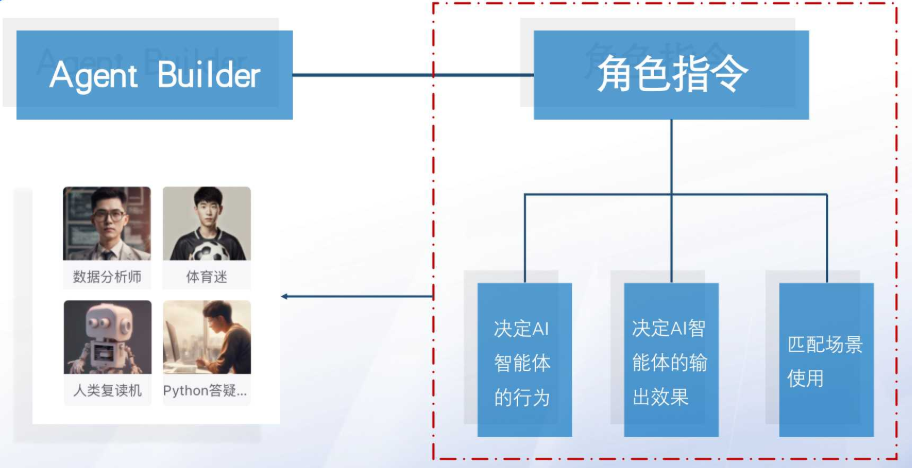 Agent Builder
角色指令
数据分析师
体育迷
人类复读机
Python答疑...
决定AI
智能体
的行为
决定AI智
能体的输
出效果
匹配场景
使用